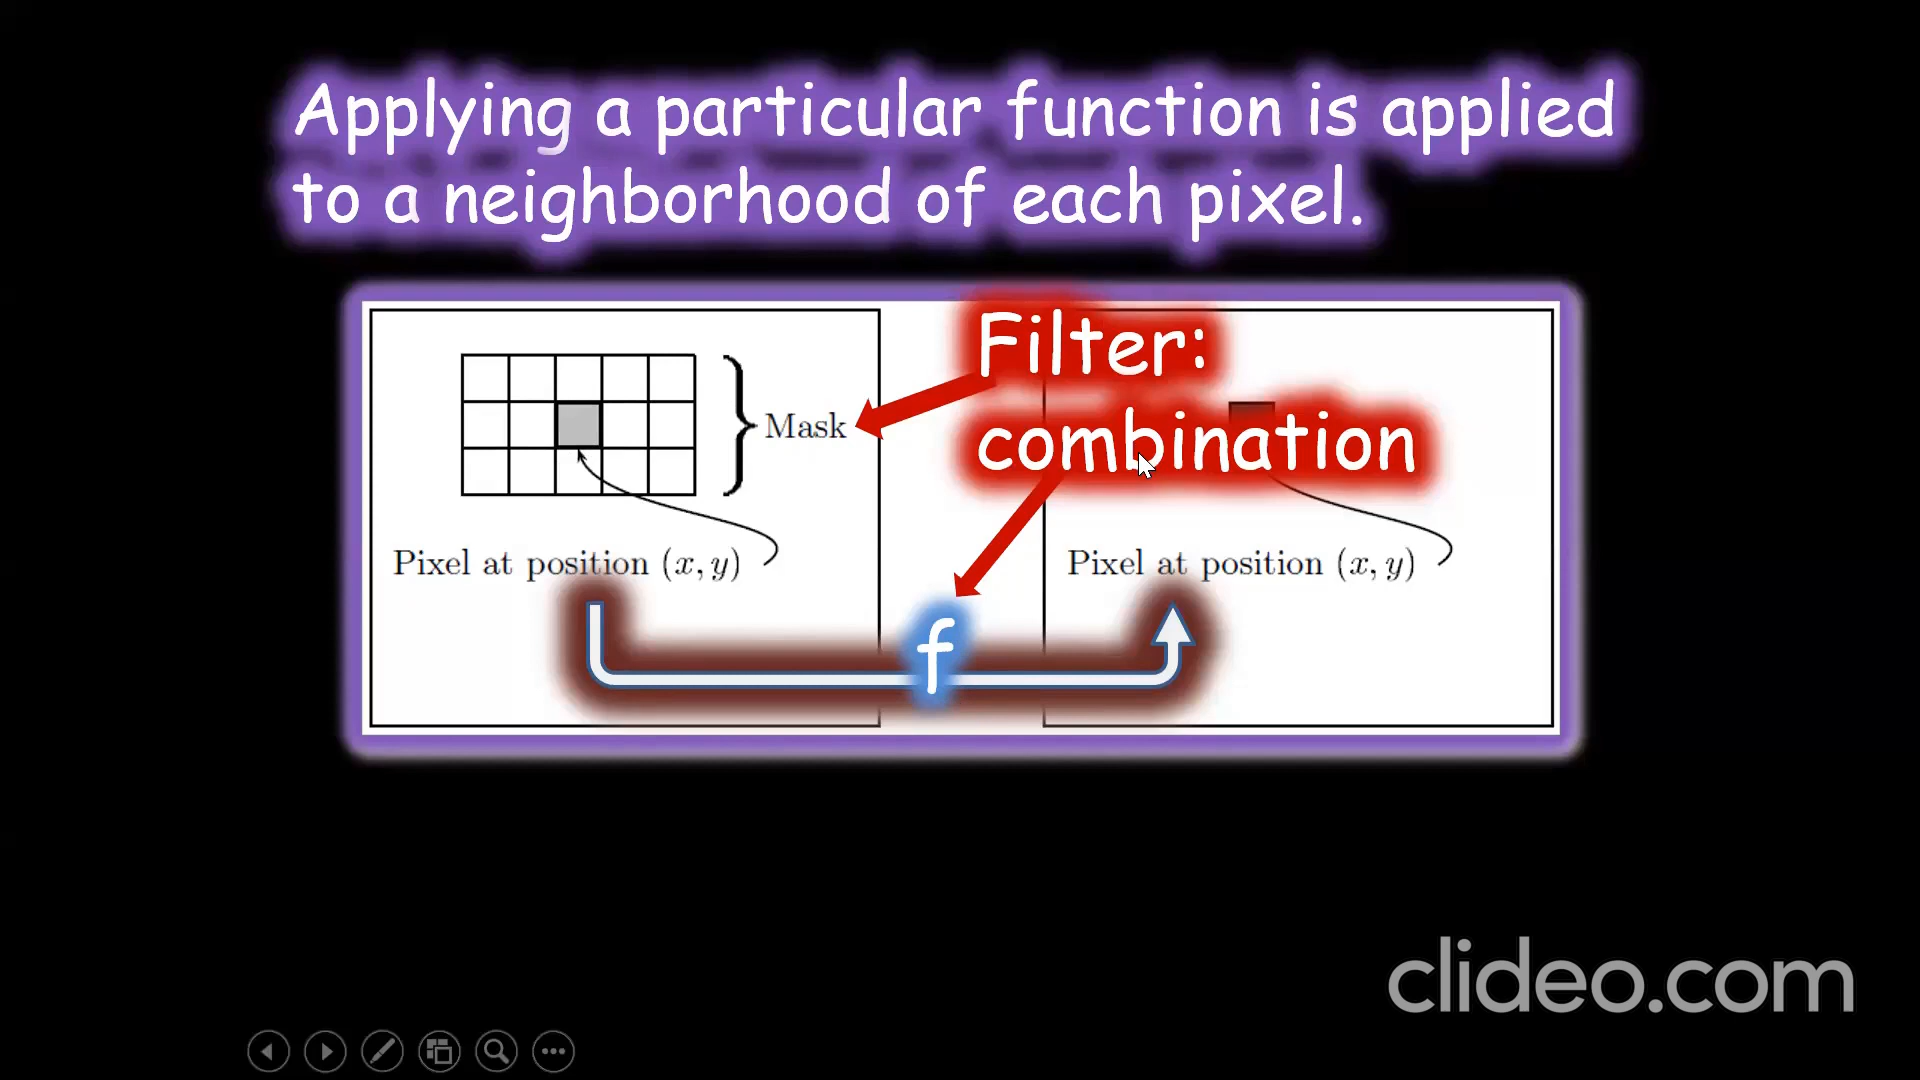 Applying a particular function is applied
to a neighborhood of each pixel.
Filter:
combination
Mask
Pixel at position (x, y)
Pixel at position (x, y)
f
clideo.com